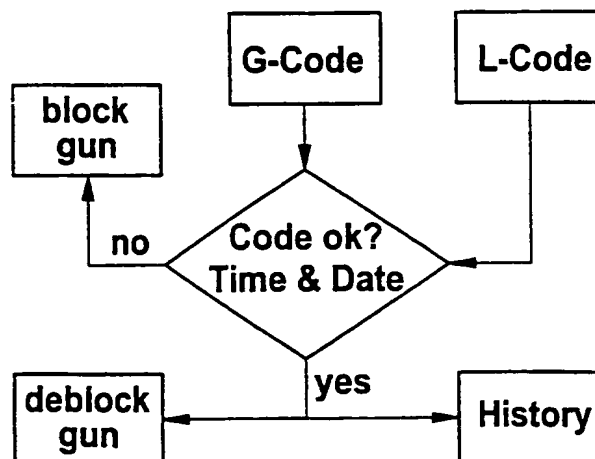 G-Code
L-Code
block
gun
no
Code ok?
Time & Date
yes
deblock
gun
History